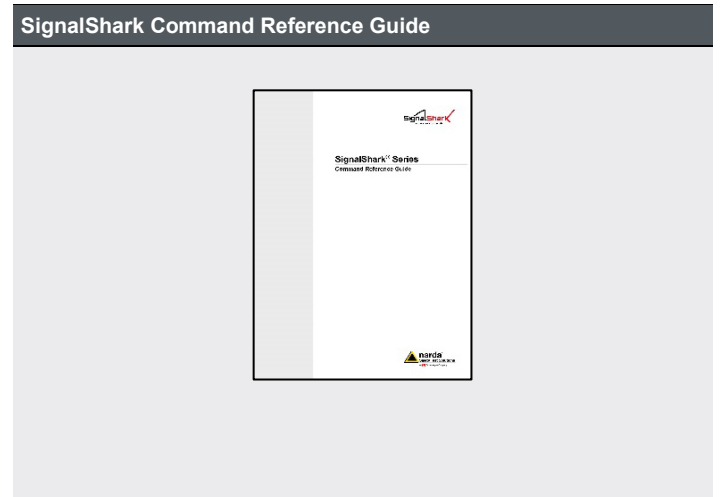 SignalShark Command Reference Guide
SignalShark
SignalShark® Series
Command Reference Guide
narda